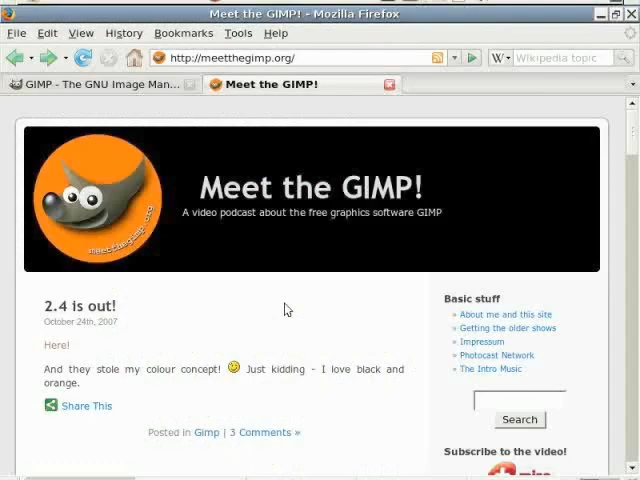 Meet the GIMP! - Mozilla Firefox
File Edit View History Bookmarks Tools Help
http://meetthegimp.org/
W Wikipedia topic
GIMP - The GNU Image Man...
Meet the GIMP!
meetthegimp.org
Meet the GIMP!
A video podcast about the free graphics software GIMP
2.4 is out!
October 24th, 2007
Here!
And they stole my colour concept! Just kidding - I love black and
orange.
Share This
Posted in Gimp | 3 Comments »
Basic stuff
» About me and this site
» Getting the older shows
» Impressum
» Photocast Network
» The Intro Music
Search
Subscribe to the video!